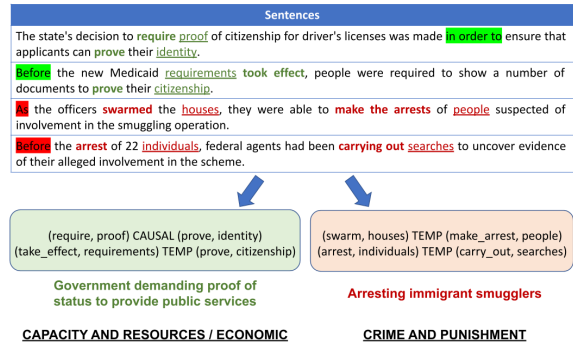 Sentences
The state's decision to require proof of citizenship for driver's licenses was made in order to ensure that
applicants can prove their identity.
Before the new Medicaid requirements took effect, people were required to show a number of
documents to prove their citizenship.
As the officers swarmed the houses, they were able to make the arrests of people suspected of
involvement in the smuggling operation.
Before the arrest of 22 individuals, federal agents had been carrying out searches to uncover evidence
of their alleged involvement in the scheme.
(require, proof) CAUSAL (prove, identity)
(take_effect, requirements) TEMP (prove, citizenship)
(swarm, houses) TEMP (make_arrest, people)
(arrest, individuals) TEMP (carry_out, searches)
Government demanding proof of
status to provide public services
Arresting immigrant smugglers
CAPACITY AND RESOURCES / ECONOMIC
CRIME AND PUNISHMENT